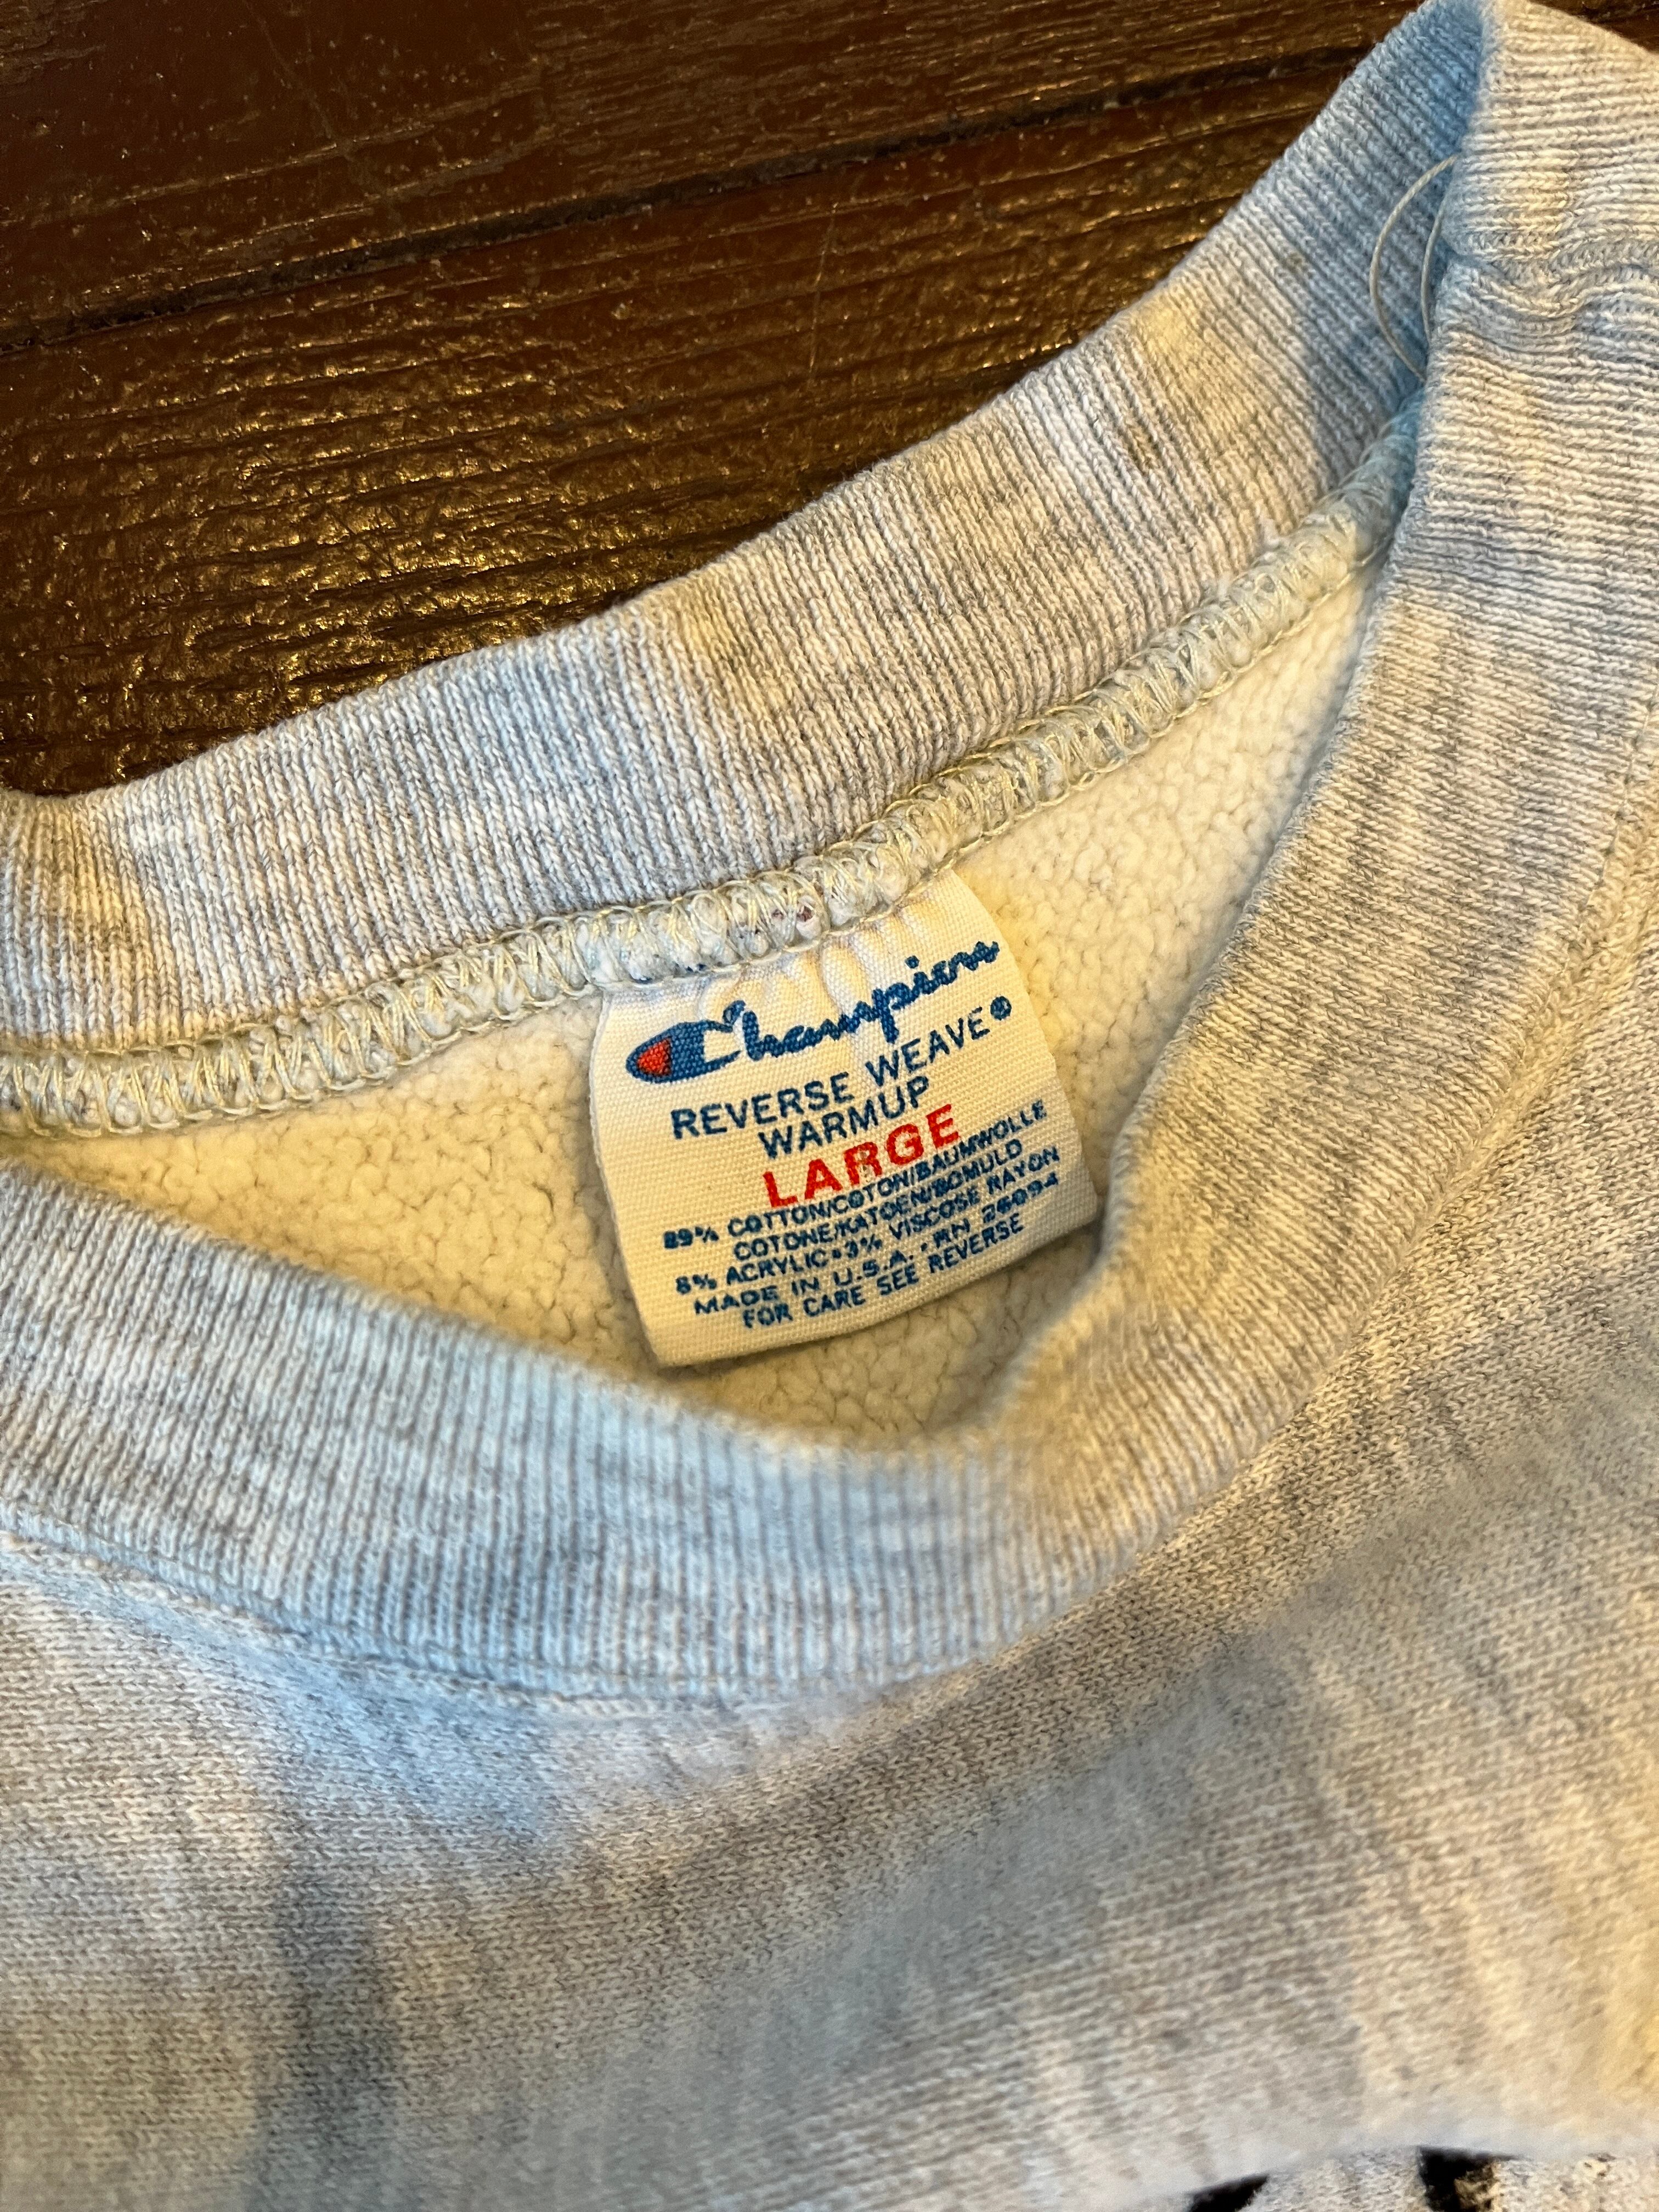 Champion
REVERSE WEAVE®
WARMUP
LARGE
89% COTTON/COTON/BAUMWOLLE
COTONE/KATOEN/BOMULD
8% ACRYLIC•3% VISCOSE RAYON
MADE IN U.S.A. • RN 26094
FOR CARE SEE REVERSE